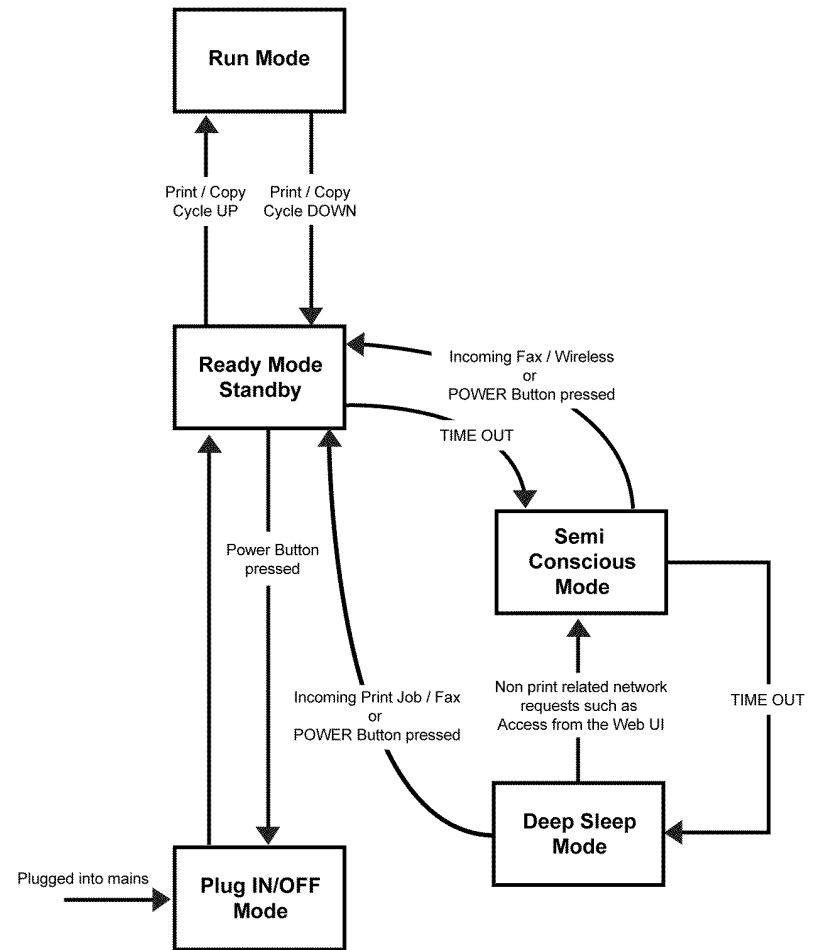 Run Mode
Print / Copy
Cycle UP
Print / Copy
Cycle DOWN
Ready Mode
Standby
Incoming Fax / Wireless
or
POWER Button pressed
TIME OUT
Semi
Conscious
Mode
Power Button
pressed
Incoming Print Job / Fax
or
POWER Button pressed
Non print related network
requests such as
Access from the Web UI
TIME OUT
Deep Sleep
Mode
Plugged into mains
Plug IN/OFF
Mode